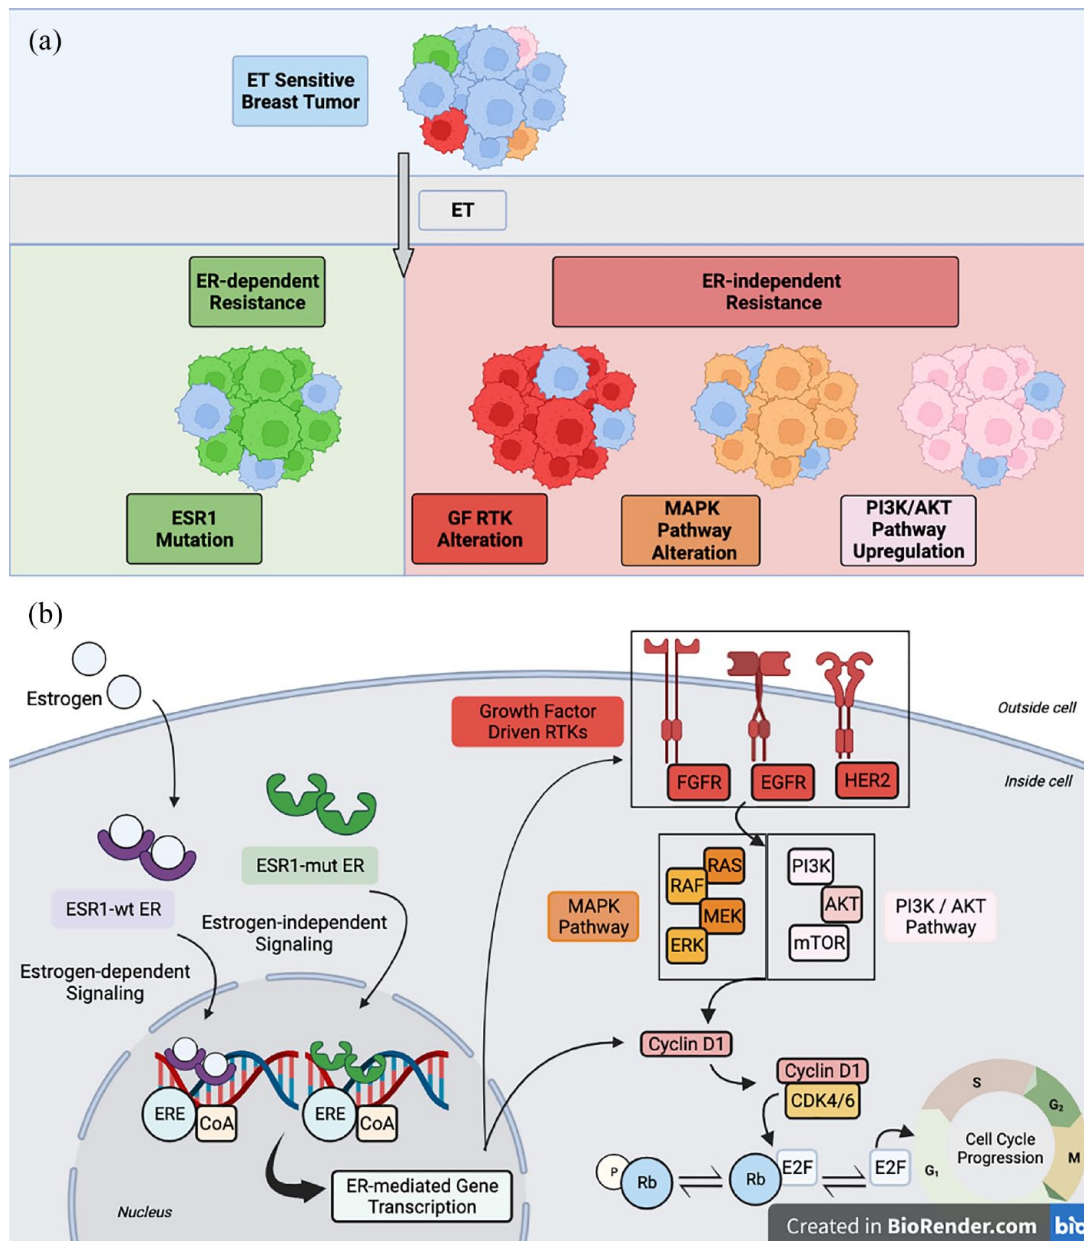 (a)
ET Sensitive
Breast Tumor
ET
ER-dependent
Resistance
ER-independent
Resistance
ESR1
Mutation
GF RTK
Alteration
MAPK
Pathway
Alteration
PI3K/AKT
Pathway
Upregulation
(b)
Estrogen
Growth Factor
Driven RTKs
Outside cell
Inside cell
FGFR
EGFR
HER2
ESR1-mut ER
ESR1-wt ER
Estrogen-independent
Signaling
Estrogen-dependent
Signaling
MAPK
Pathway
RAS
RAF
MEK
ERK
PI3K
AKT
mTOR
PI3K / AKT
Pathway
Cyclin D1
Cyclin D1
CDK4/6
ERE
CoA
ERE
CoA
ER-mediated Gene
Transcription
Nucleus
P
Rb
Rb
E2F
E2F
S
G₂
M
G₁
Cell Cycle
Progression
Created in BioRender.com
bio